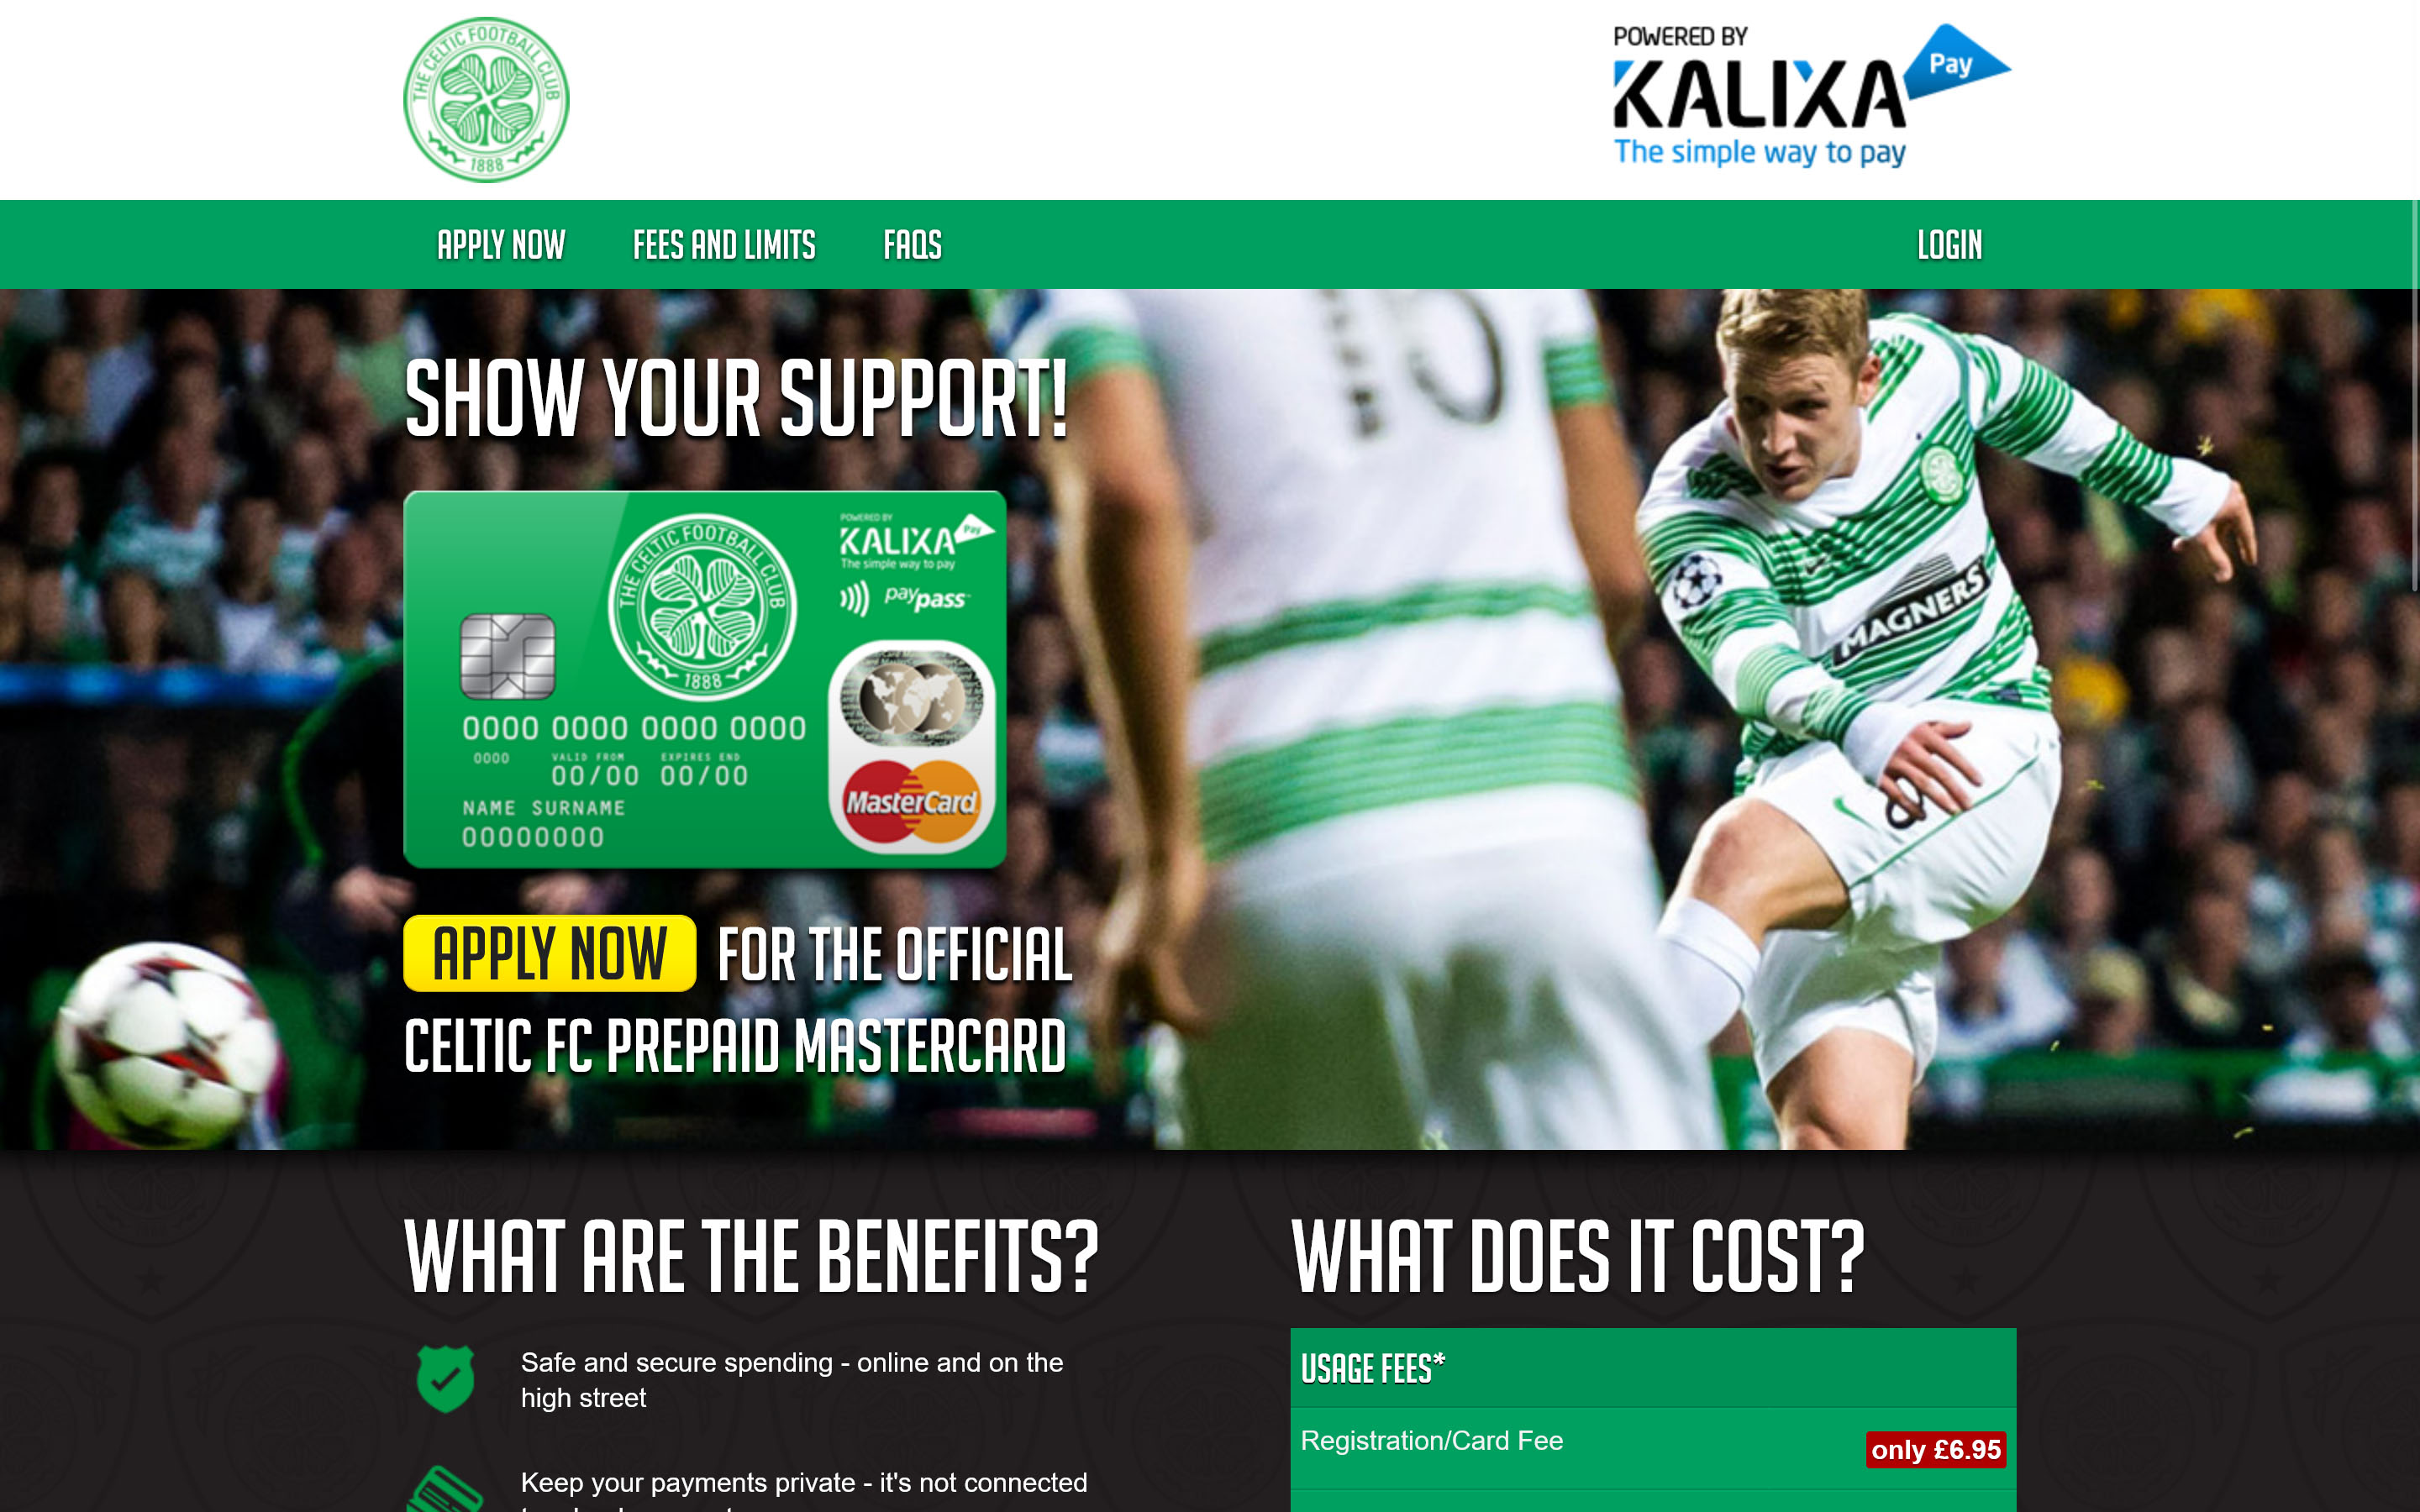 THE CELTIC FOOTBALL CLUB
1888
POWERED BY
KALIXA Pay
The simple way to pay
APPLY NOW
FEES AND LIMITS
FAQS
LOGIN
SHOW YOUR SUPPORT!
THE CELTIC FOOTBALL CLUB
1888
POWERED BY
KALIXA Pay
The simple way to pay
paypass
0000 0000 0000 0000
0000
VALID FROM
EXPIRES END
00/00 00/00
NAME SURNAME
00000000
MasterCard
MAGNERS
8
APPLY NOW FOR THE OFFICIAL
CELTIC FC PREPAID MASTERCARD
WHAT ARE THE BENEFITS?
Safe and secure spending - online and on the
high street
Keep your payments private - it's not connected
WHAT DOES IT COST?
USAGE FEES*
Registration/Card Fee
only £6.95